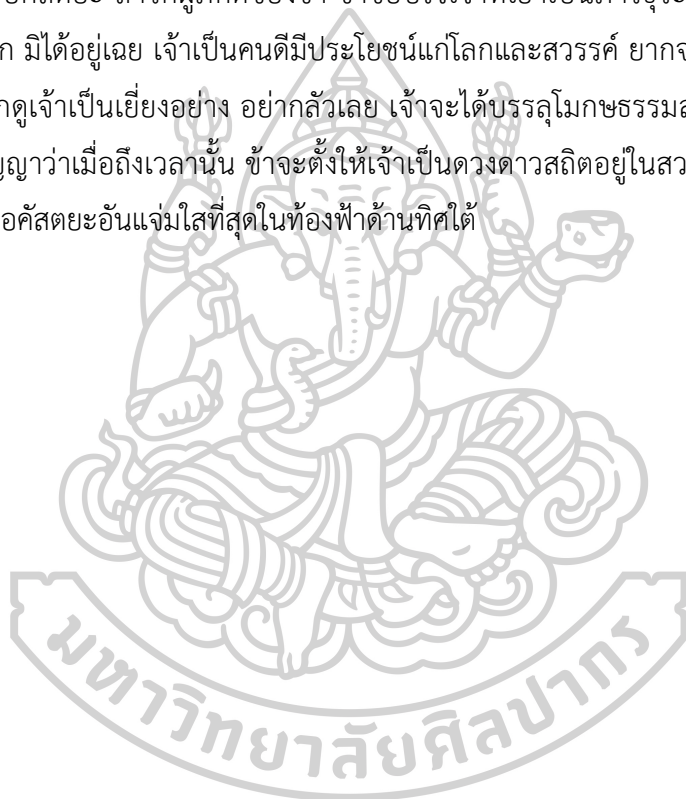 ก มิได้อยู่เฉย เจ้าเป็นคนดีมีประโยชน์แก่โลกและสวรรค์ ยากจ
กดูเจ้าเป็นเยี่ยงอย่าง อย่ากลัวเลย เจ้าจะได้บรรลุโมกษธรรมส
ญญาว่าเมื่อถึงเวลานั้น ข้าจะตั้งให้เจ้าเป็นดวงดาวสถิตอยู่ในสว
อคัสตยะอันแจ่มใสที่สุดในท้องฟ้าด้านทิศใต้
มหาวิทยาลัยศิลปากร